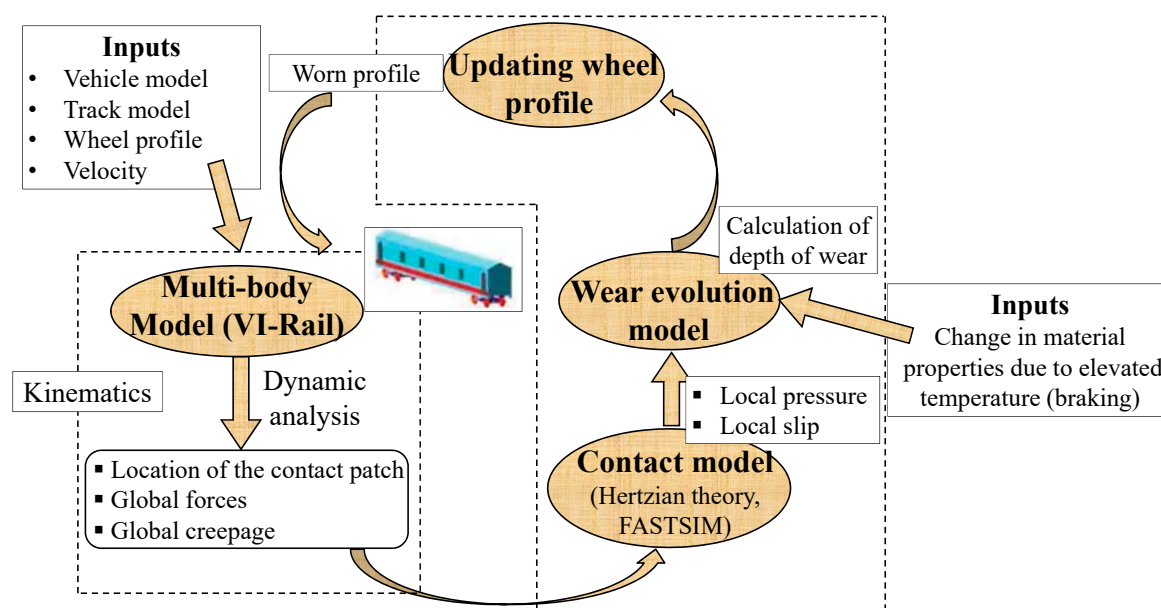 Inputs
• Vehicle model
• Track model
• Wheel profile
• Velocity
Worn profile
Updating wheel
profile
Calculation of
depth of wear
Multi-body
Model (VI-Rail)
Wear evolution
model
Inputs
Change in material
properties due to elevated
temperature (braking)
Kinematics
Dynamic
analysis
▪ Local pressure
▪ Local slip
▪ Location of the contact patch
▪ Global forces
▪ Global creepage
Contact model
(Hertzian theory,
FASTSIM)